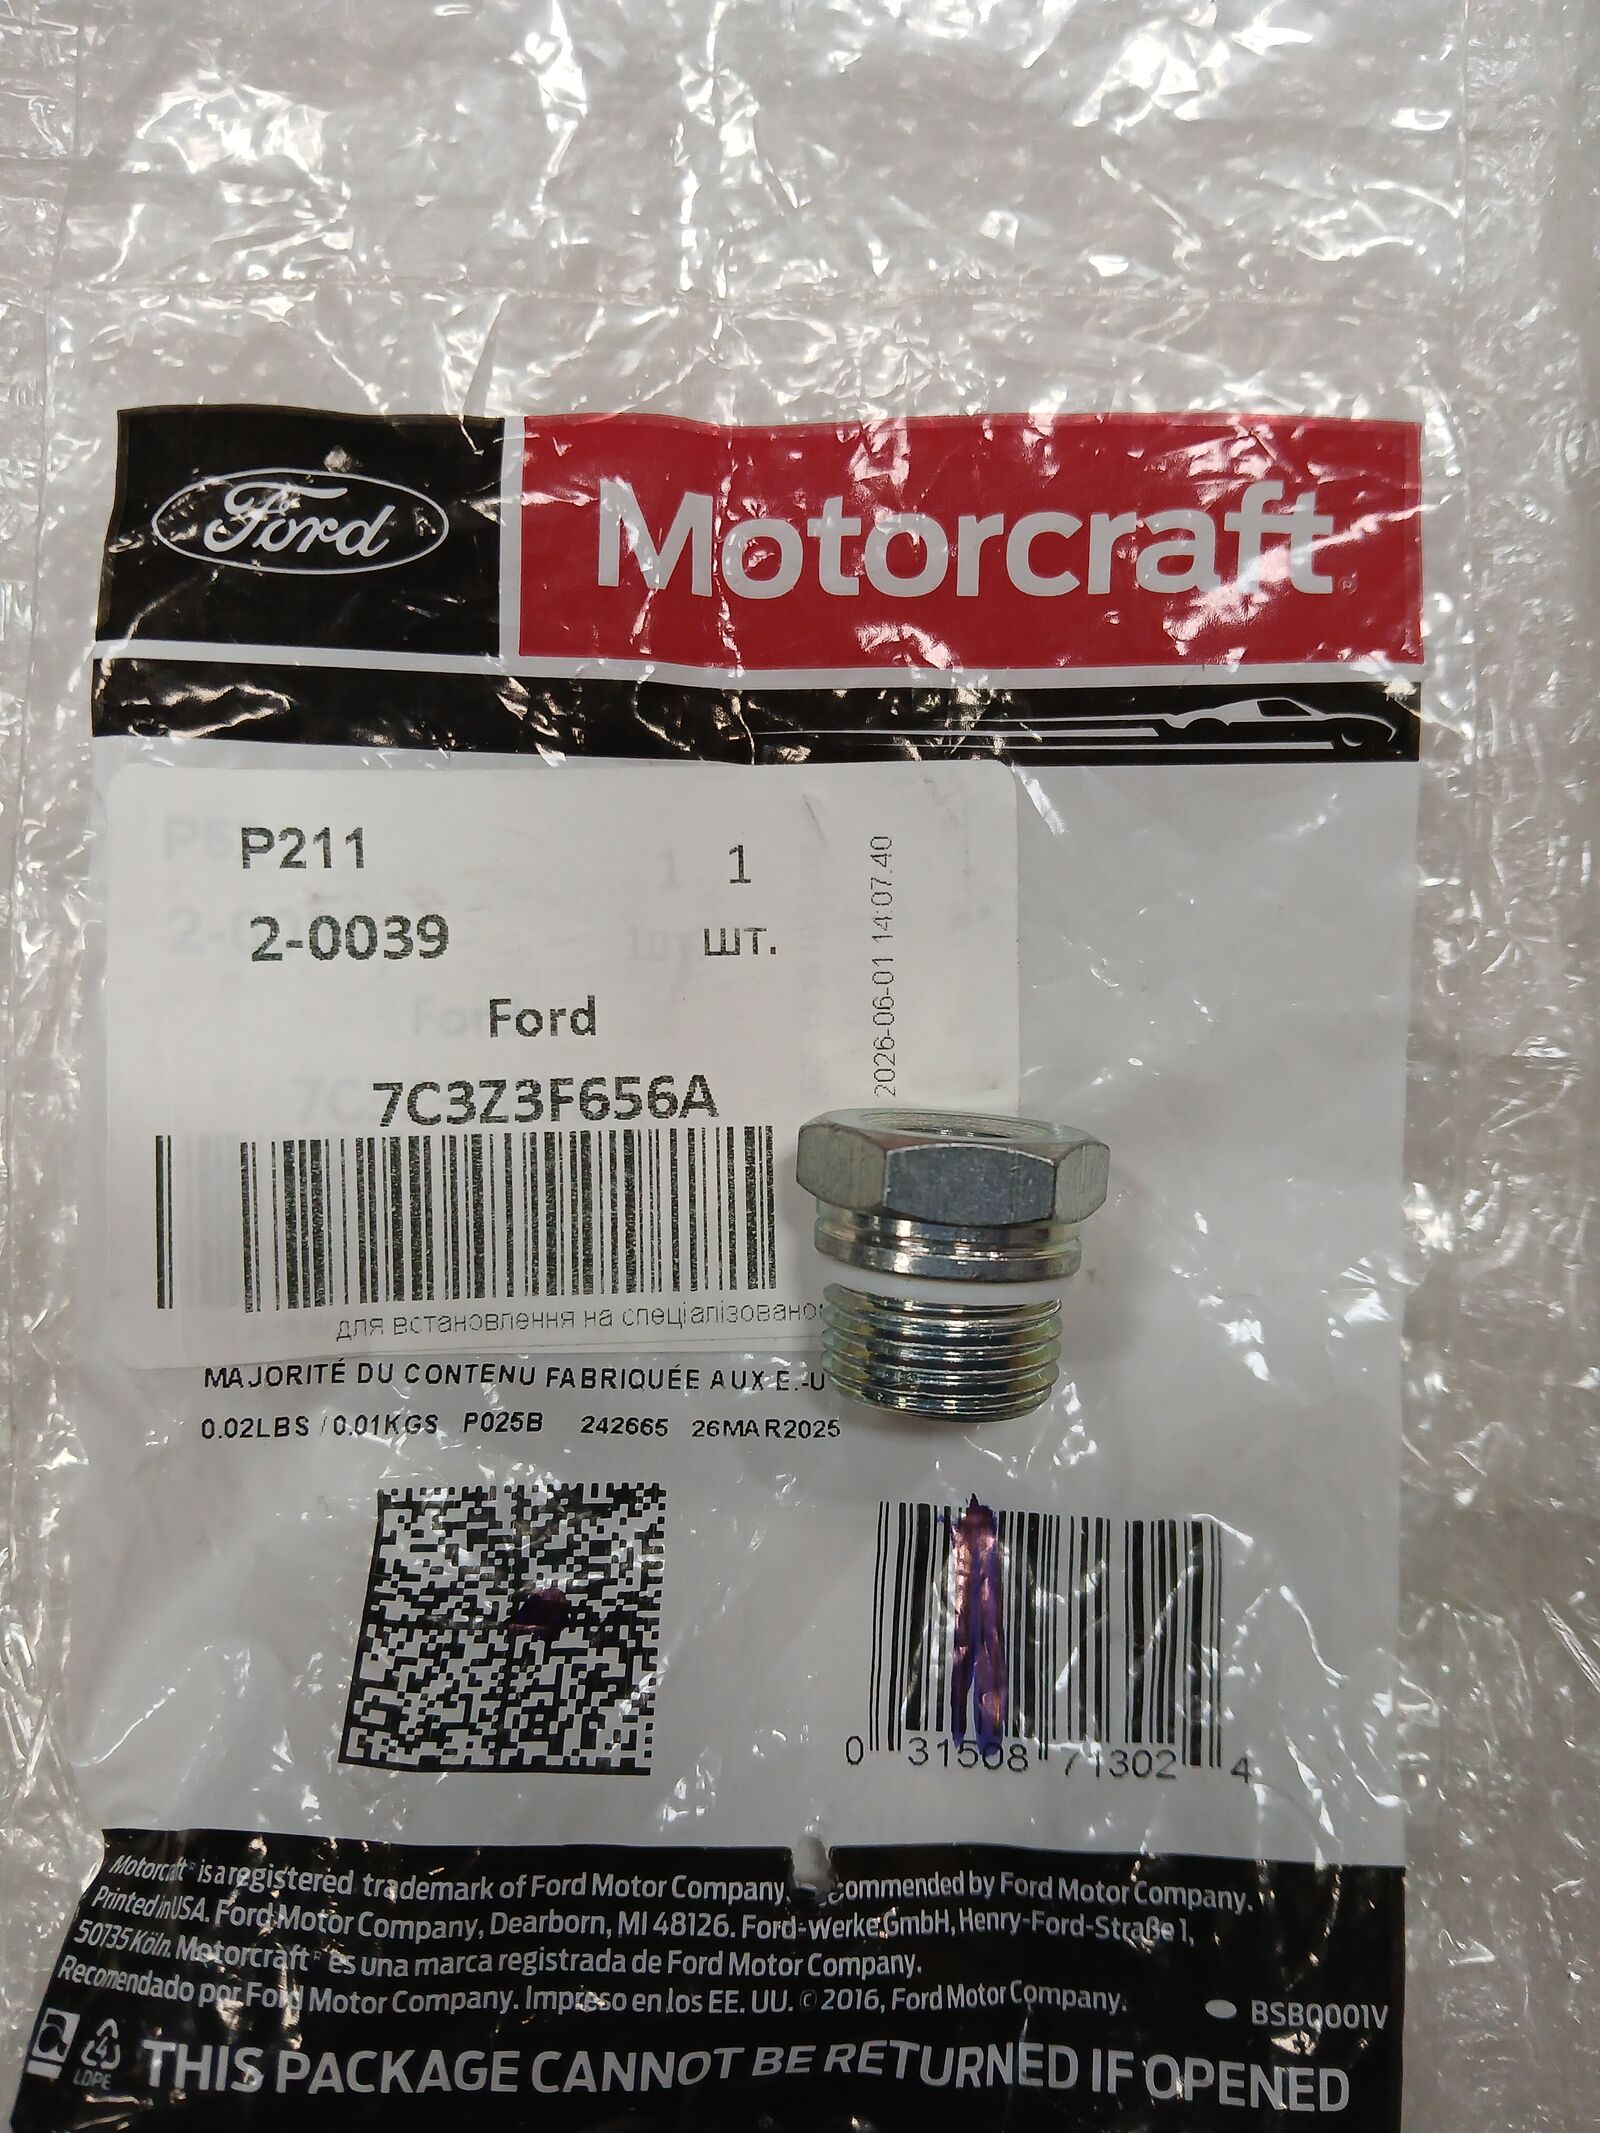 Ford
Motorcraft®
P211
1
2-0039
шт.
2026-06-01 14:07.40
Ford
7C3Z3F656A
для встановлення на спеціалізовано
MAJORITÉ DU CONTENU FABRIQUÉE AUX E.-U
0.02LBS / 0.01KGS P025B 242665 26MAR2025
0 31508 71302 4
Motorcraft® is a registered trademark of Ford Motor Company. commended by Ford Motor Company.
Printed in USA. Ford Motor Company, Dearborn, MI 48126. Ford-Werke GmbH, Henry-Ford-Straße 1,
50735 Köln. Motorcraft® es una marca registrada de Ford Motor Company.
Recomendado por Ford Motor Company. Impreso en los EE. UU. © 2016, Ford Motor Company.
BSBQ001V
4
LDPE
THIS PACKAGE CANNOT BE RETURNED IF OPENED